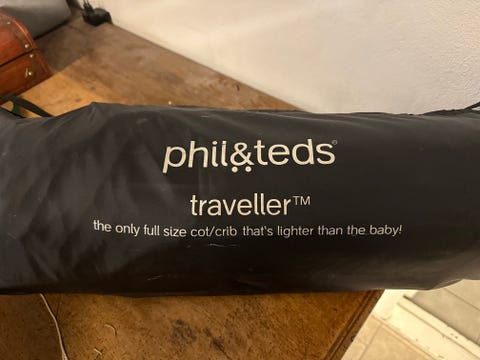 phil&teds®
traveller™
the only full size cot/crib that's lighter than the baby!